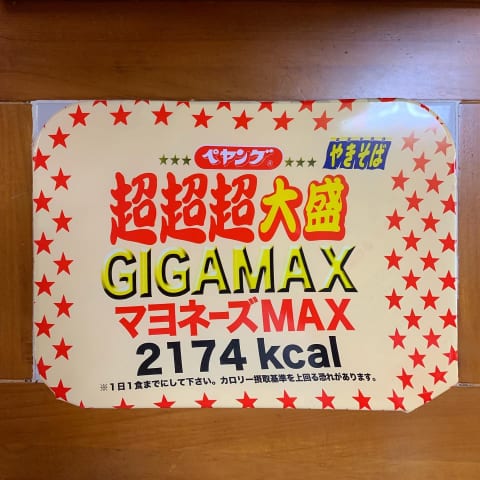 ペヤング
やきそば
超超超大盛
GIGAMAX
マヨネーズMAX
2174 kcal
※1日1食までにして下さい。カロリー摂取基準を上回る恐れがあります。